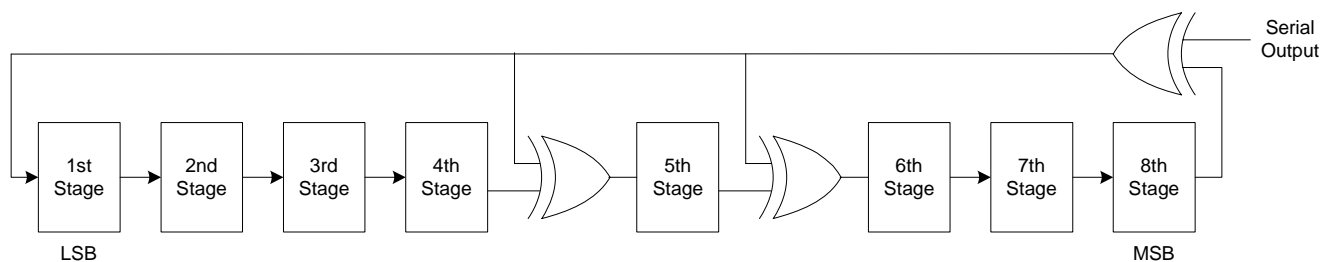 Serial
Output
1st
Stage
2nd
Stage
3rd
Stage
4th
Stage
5th
Stage
6th
Stage
7th
Stage
8th
Stage
LSB
MSB